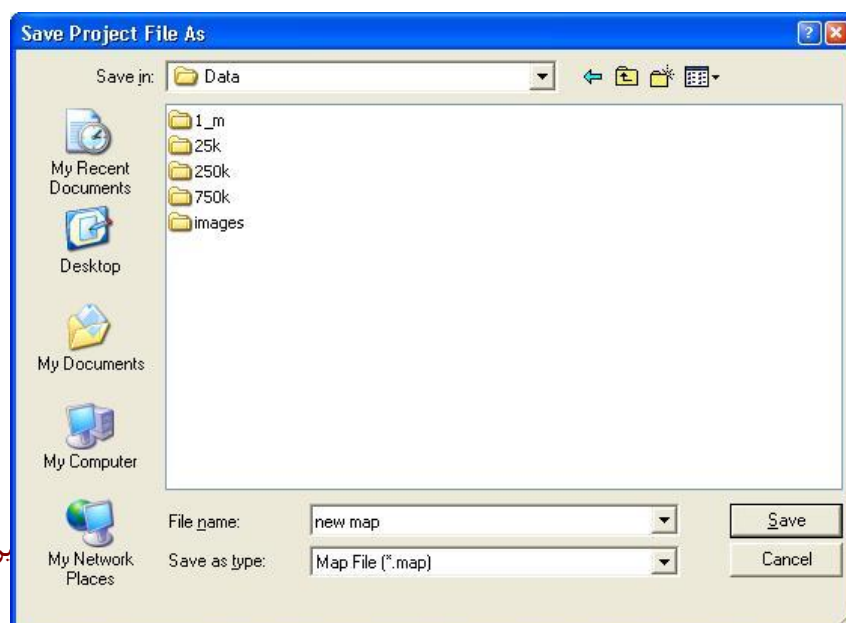 Save Project File As
Save in:
Data
1_m
25k
250k
750k
images
My Recent
Documents
Desktop
My Documents
My Computer
My Network
Places
File name:
new map
Save
Save as type:
Map File (*.map)
Cancel